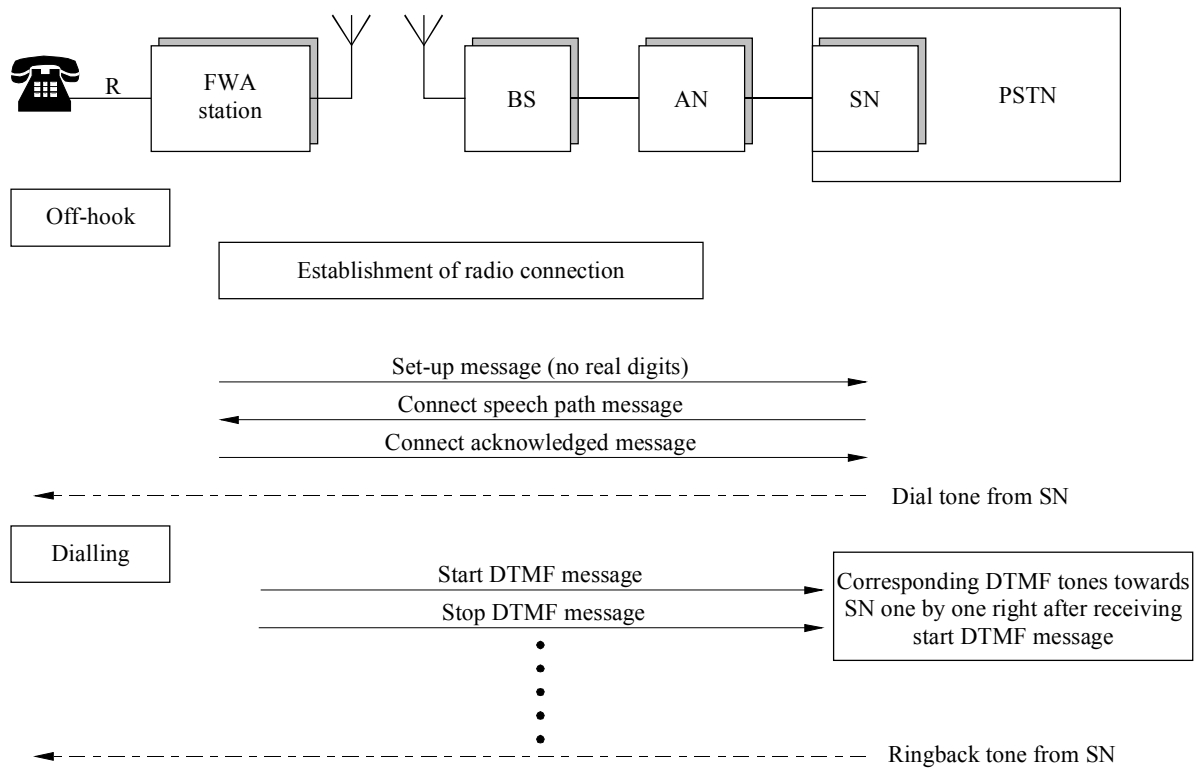 R
FWA
station
BS
AN
SN
PSTN
Off-hook
Establishment of radio connection
Set-up message (no real digits)
Connect speech path message
Connect acknowledged message
Dial tone from SN
Dialling
Start DTMF message
Stop DTMF message
Corresponding DTMF tones towards
SN one by one right after receiving
start DTMF message
Ringback tone from SN